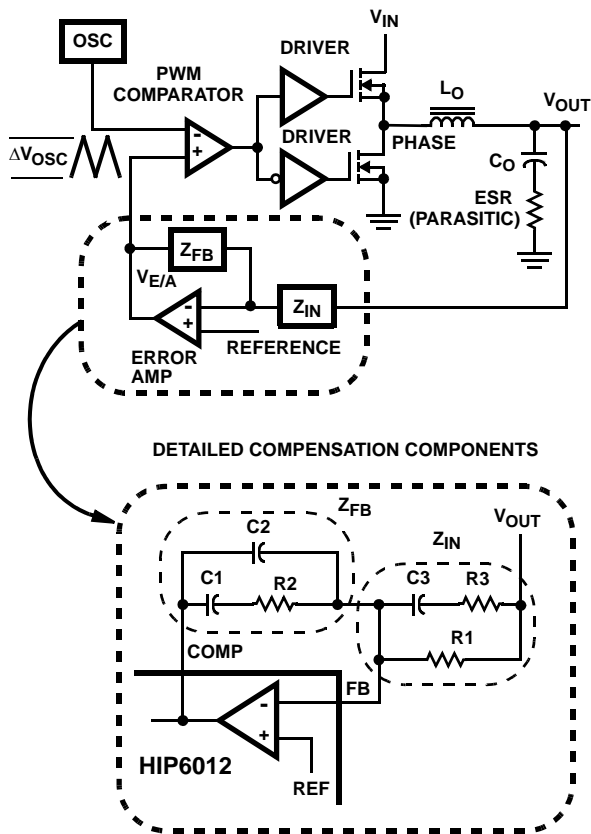 V_IN
OSC
DRIVER
PWM
COMPARATOR
L_O
V_OUT
-
+
DRIVER
PHASE
ΔV_OSC
C_O
ESR
(PARASITIC)
Z_FB
V_E/A
-
+
Z_IN
REFERENCE
ERROR
AMP
DETAILED COMPENSATION COMPONENTS
Z_FB
V_OUT
C2
Z_IN
C1
R2
C3
R3
R1
COMP
FB
-
+
HIP6012
REF